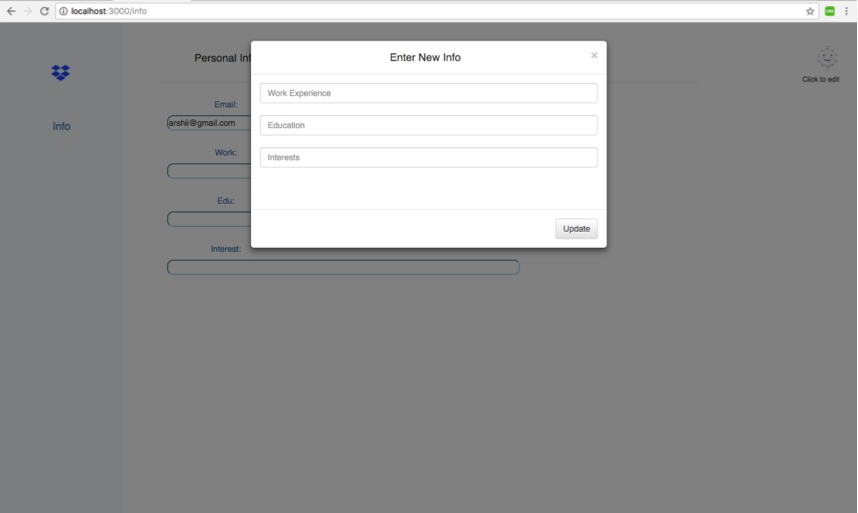 localhost:3000/info
Personal Inf
Enter New Info
×
Click to edit
Info
Email:
arshii@gmail.com
Work:
Edu:
Interest:
Work Experience
Education
Interests
Update